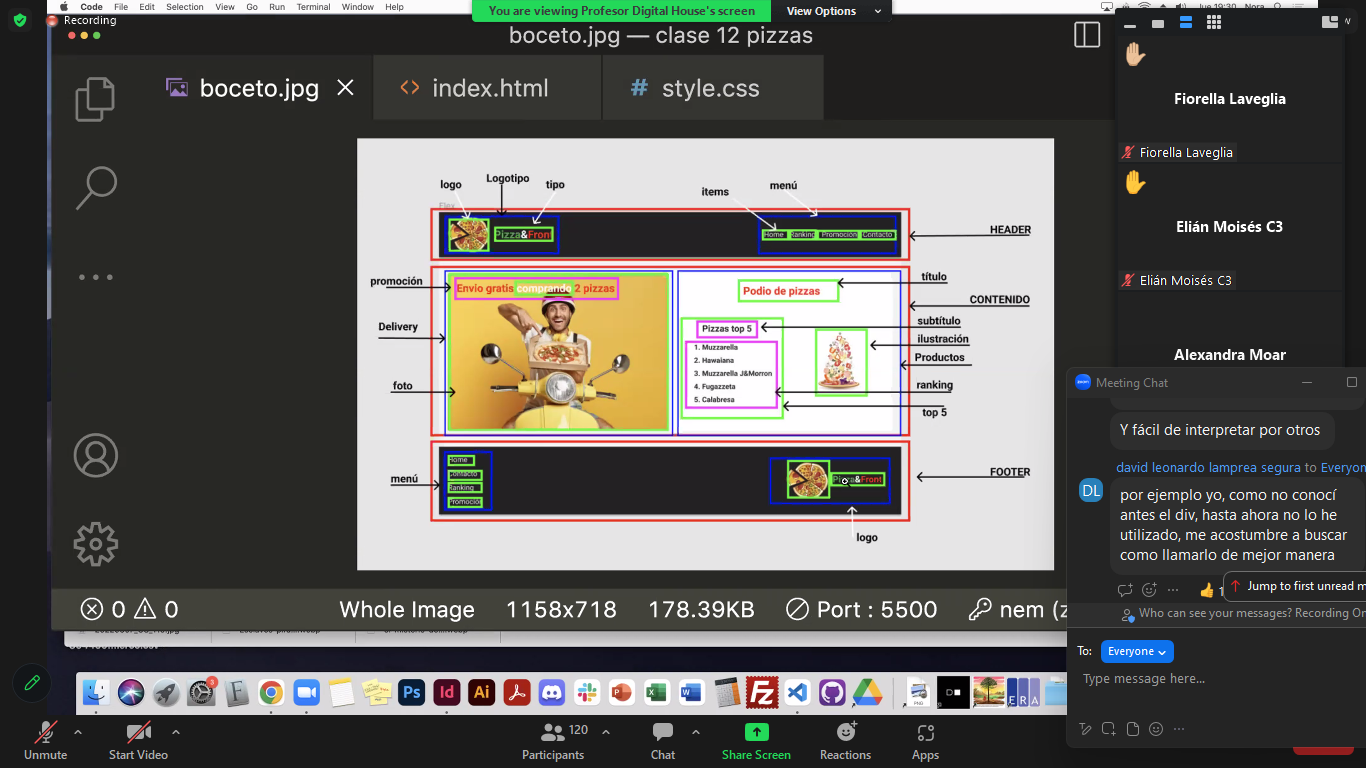 Code File Edit Selection View Go Run Terminal Window Help
You are viewing Profesor Digital House's screen
View Options
Recording
boceto.jpg — clase 12 pizzas
boceto.jpg
index.html
style.css
logo
Logotipo
tipo
items
menú
Flex
Pizza&Front
Home Ranking Promoción Contacto
HEADER
promoción
Envío gratis comprando 2 pizzas
Podio de pizzas
título
CONTENIDO
Delivery
Pizzas top 5
subtítulo
1. Muzzarella
ilustración
2. Hawaiana
Productos
3. Muzzarella J&Morron
foto
4. Fugazzeta
ranking
5. Calabresa
top 5
menú
Home
Contacto
Ranking
Promoción
Pizza&Front
FOOTER
logo
0
0
Whole Image
1158x718
178.39KB
Port : 5500
nem (z
Fiorella Laveglia
Fiorella Laveglia
Elián Moisés C3
Elián Moisés C3
Alexandra Moar
Meeting Chat
Y fácil de interpretar por otros
david leonardo lamprea segura to Everyon
DL
por ejemplo yo, como no conocí
antes el div, hasta ahora no lo he
utilizado, me acostumbre a buscar
como llamarlo de mejor manera
Jump to first unread m
Who can see your messages? Recording On
To:
Everyone
Type message here...
Unmute
Start Video
Participants
120
Chat
Share Screen
Reactions
Apps